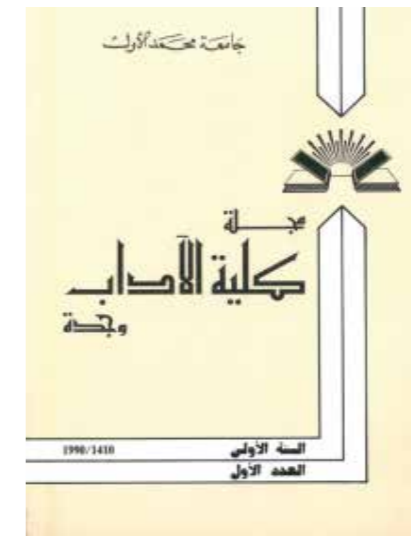 جامعة محمد الأول
مجلة
كلية الآداب
وجدة
السنة الأولى 1990/1410
العدد الأول